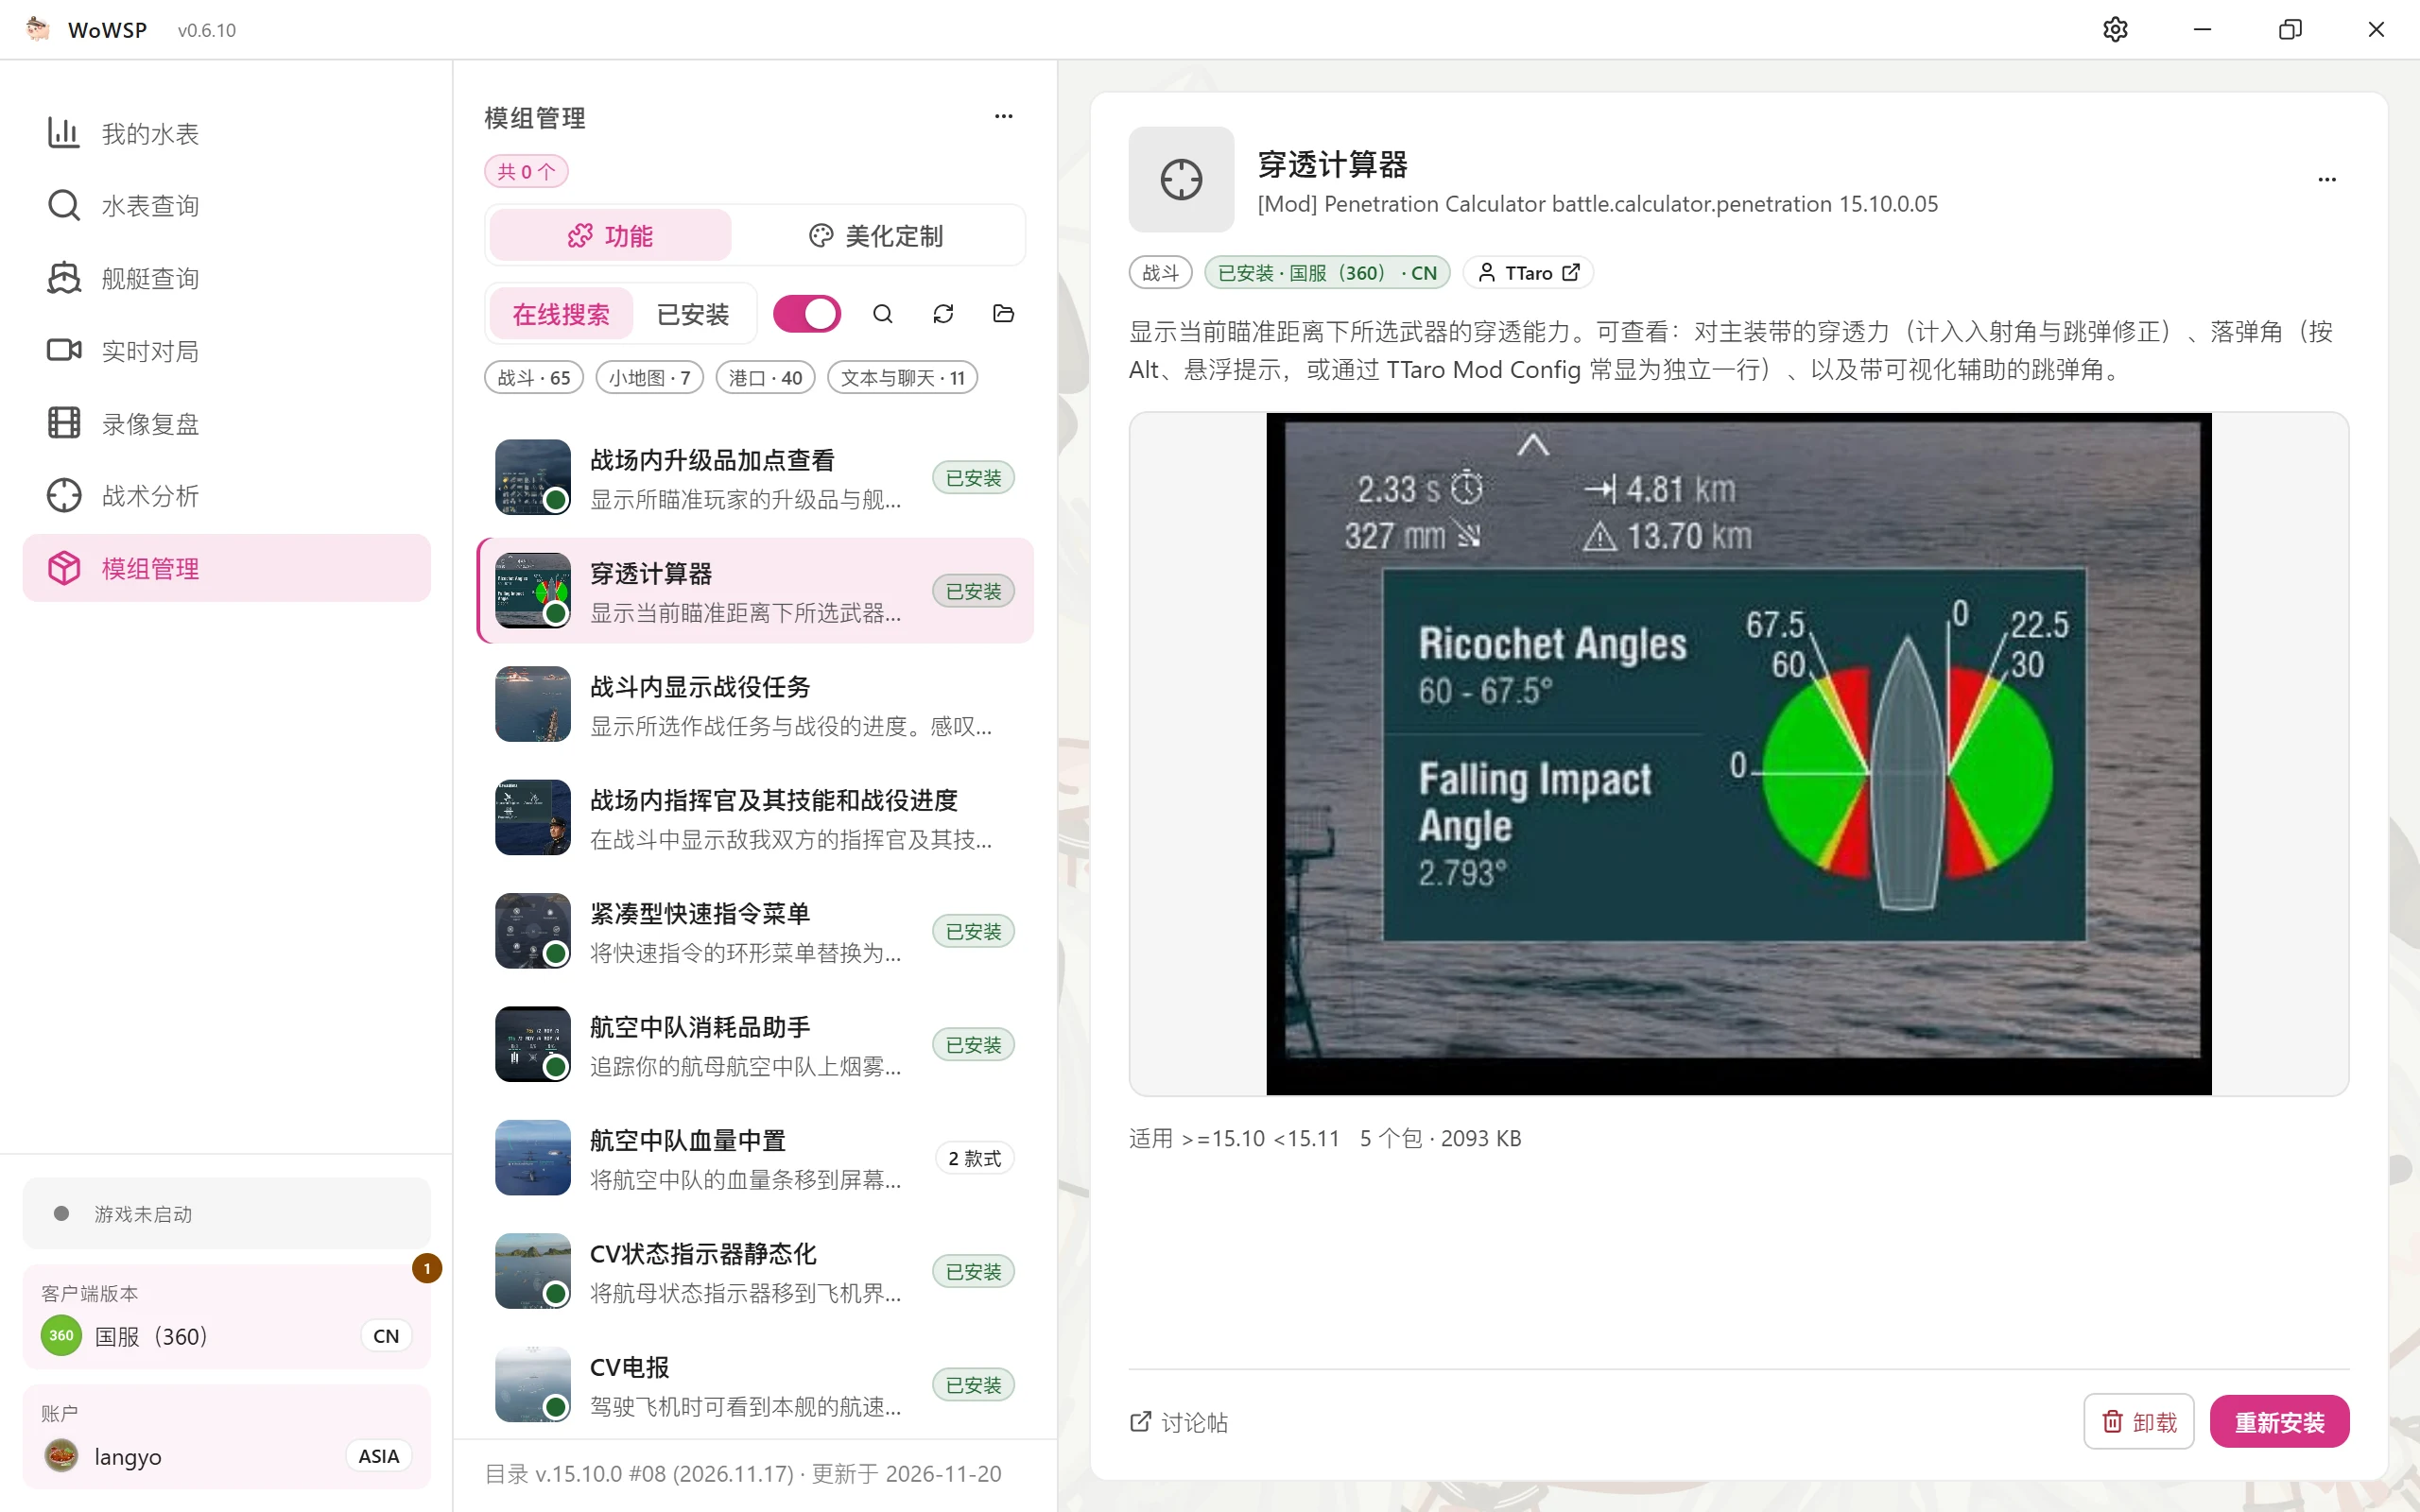 WoWSP v0.6.10
我的水表
水表查询
舰艇查询
实时对局
录像复盘
战术分析
模组管理
游戏未启动
1
客户端版本
360 国服（360） CN
账户
langyo ASIA
模组管理
共 0 个
功能 美化定制
在线搜索 已安装
战斗 · 65 小地图 · 7 港口 · 40 文本与聊天 · 11
战场内升级品加点查看
显示所瞄准玩家的升级品与舰...
已安装
穿透计算器
显示当前瞄准距离下所选武器...
已安装
战斗内显示战役任务
显示所选作战任务与战役的进度。感叹...
战场内指挥官及其技能和战役进度
在战斗中显示敌我双方的指挥官及其技...
紧凑型快速指令菜单
将快速指令的环形菜单替换为...
已安装
航空中队消耗品助手
追踪你的航母航空中队上烟雾...
已安装
航空中队血量中置
将航空中队的血量条移到屏幕...
2 款式
CV状态指示器静态化
将航母状态指示器移到飞机界...
已安装
CV电报
驾驶飞机时可看到本舰的航速...
已安装
目录 v.15.10.0 #08 (2026.11.17) · 更新于 2026-11-20
穿透计算器
[Mod] Penetration Calculator battle.calculator.penetration 15.10.0.05
战斗 已安装 · 国服（360） · CN TTaro
显示当前瞄准距离下所选武器的穿透能力。可查看：对主装带的穿透力（计入入射角与跳弹修正）、落弹角（按
Alt、悬浮提示，或通过 TTaro Mod Config 常显为独立一行）、以及带可视化辅助的跳弹角。
2.33 s 4.81 km
327 mm 13.70 km
Ricochet Angles
60 - 67.5°
Falling Impact
Angle
2.793°
67.5 0 22.5
60 30
0
适用 >=15.10 <15.11 5 个包 · 2093 KB
讨论帖 卸载 重新安装